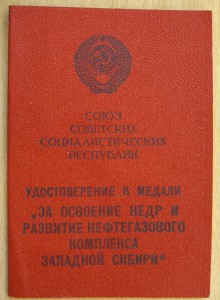 СОЮЗ
СОВЕТСКИХ
СОЦИАЛИСТИЧЕСКИХ
РЕСПУБЛИК
УДОСТОВЕРЕНИЕ К МЕДАЛИ
„ЗА ОСВОЕНИЕ НЕДР И
РАЗВИТИЕ НЕФТЕГАЗОВОГО
КОМПЛЕКСА
ЗАПАДНОЙ СИБИРИ"